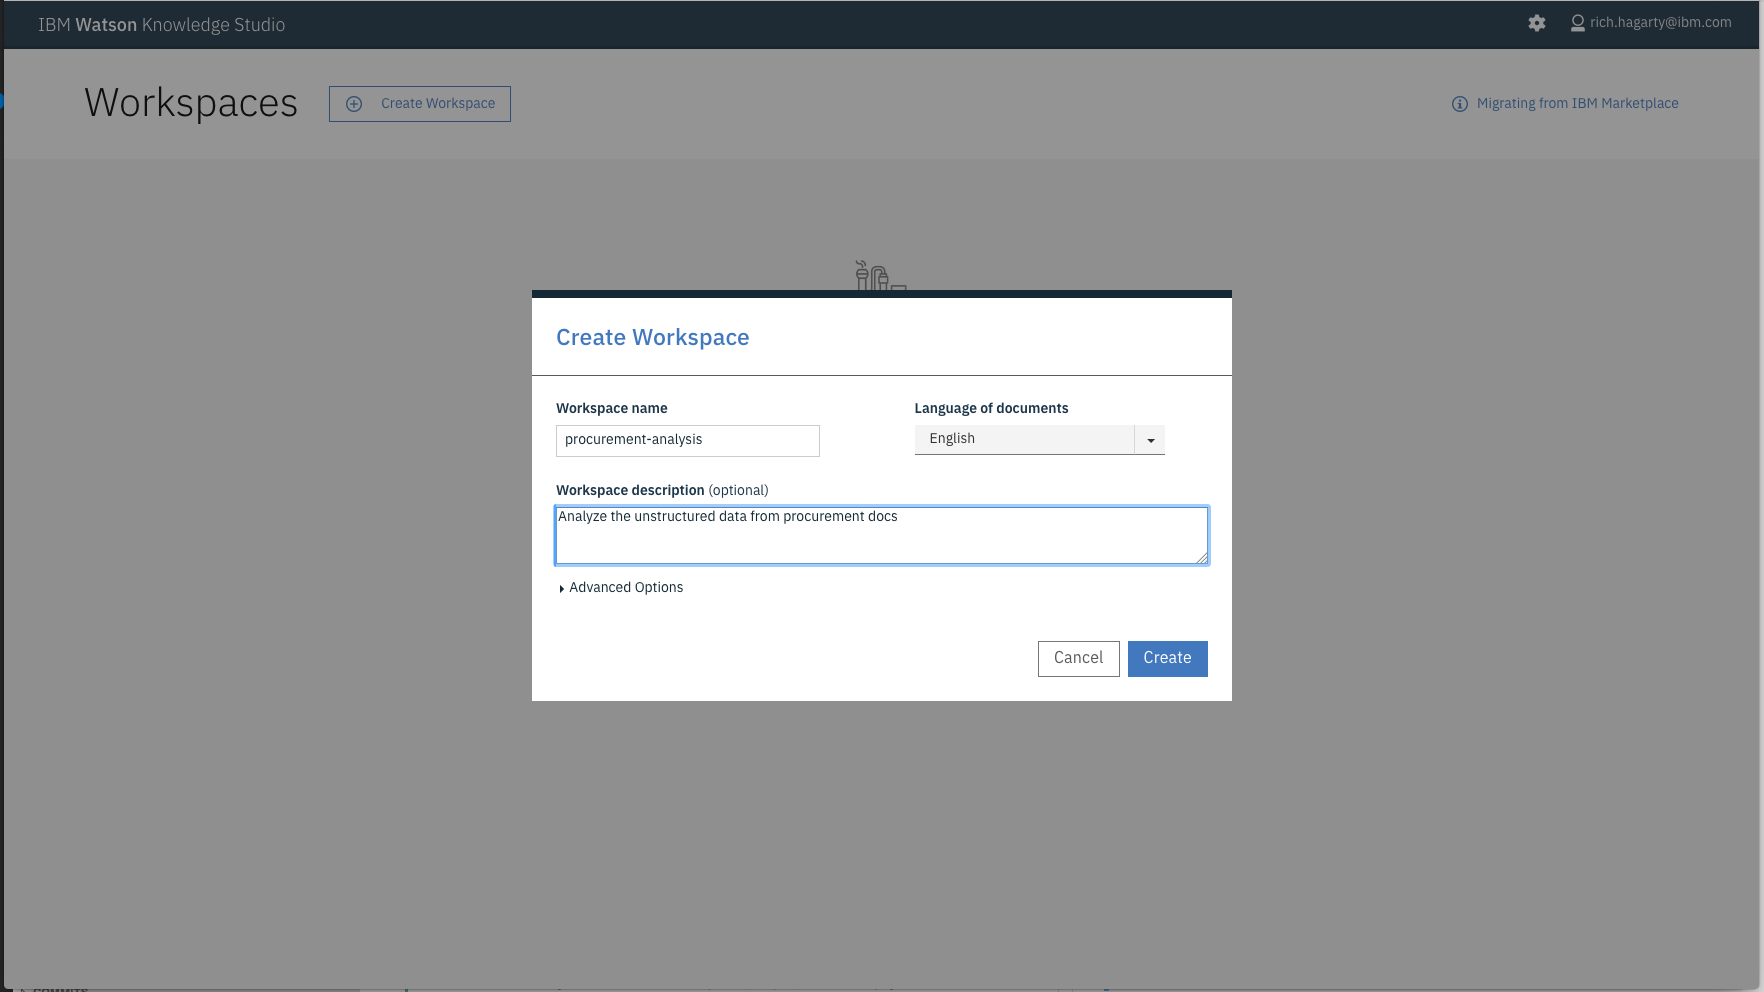 IBM Watson Knowledge Studio
rich.hagarty@ibm.com
Workspaces
Create Workspace
Migrating from IBM Marketplace
Create Workspace
Workspace name
Language of documents
procurement-analysis
English
Workspace description (optional)
Analyze the unstructured data from procurement docs
Advanced Options
Cancel
Create